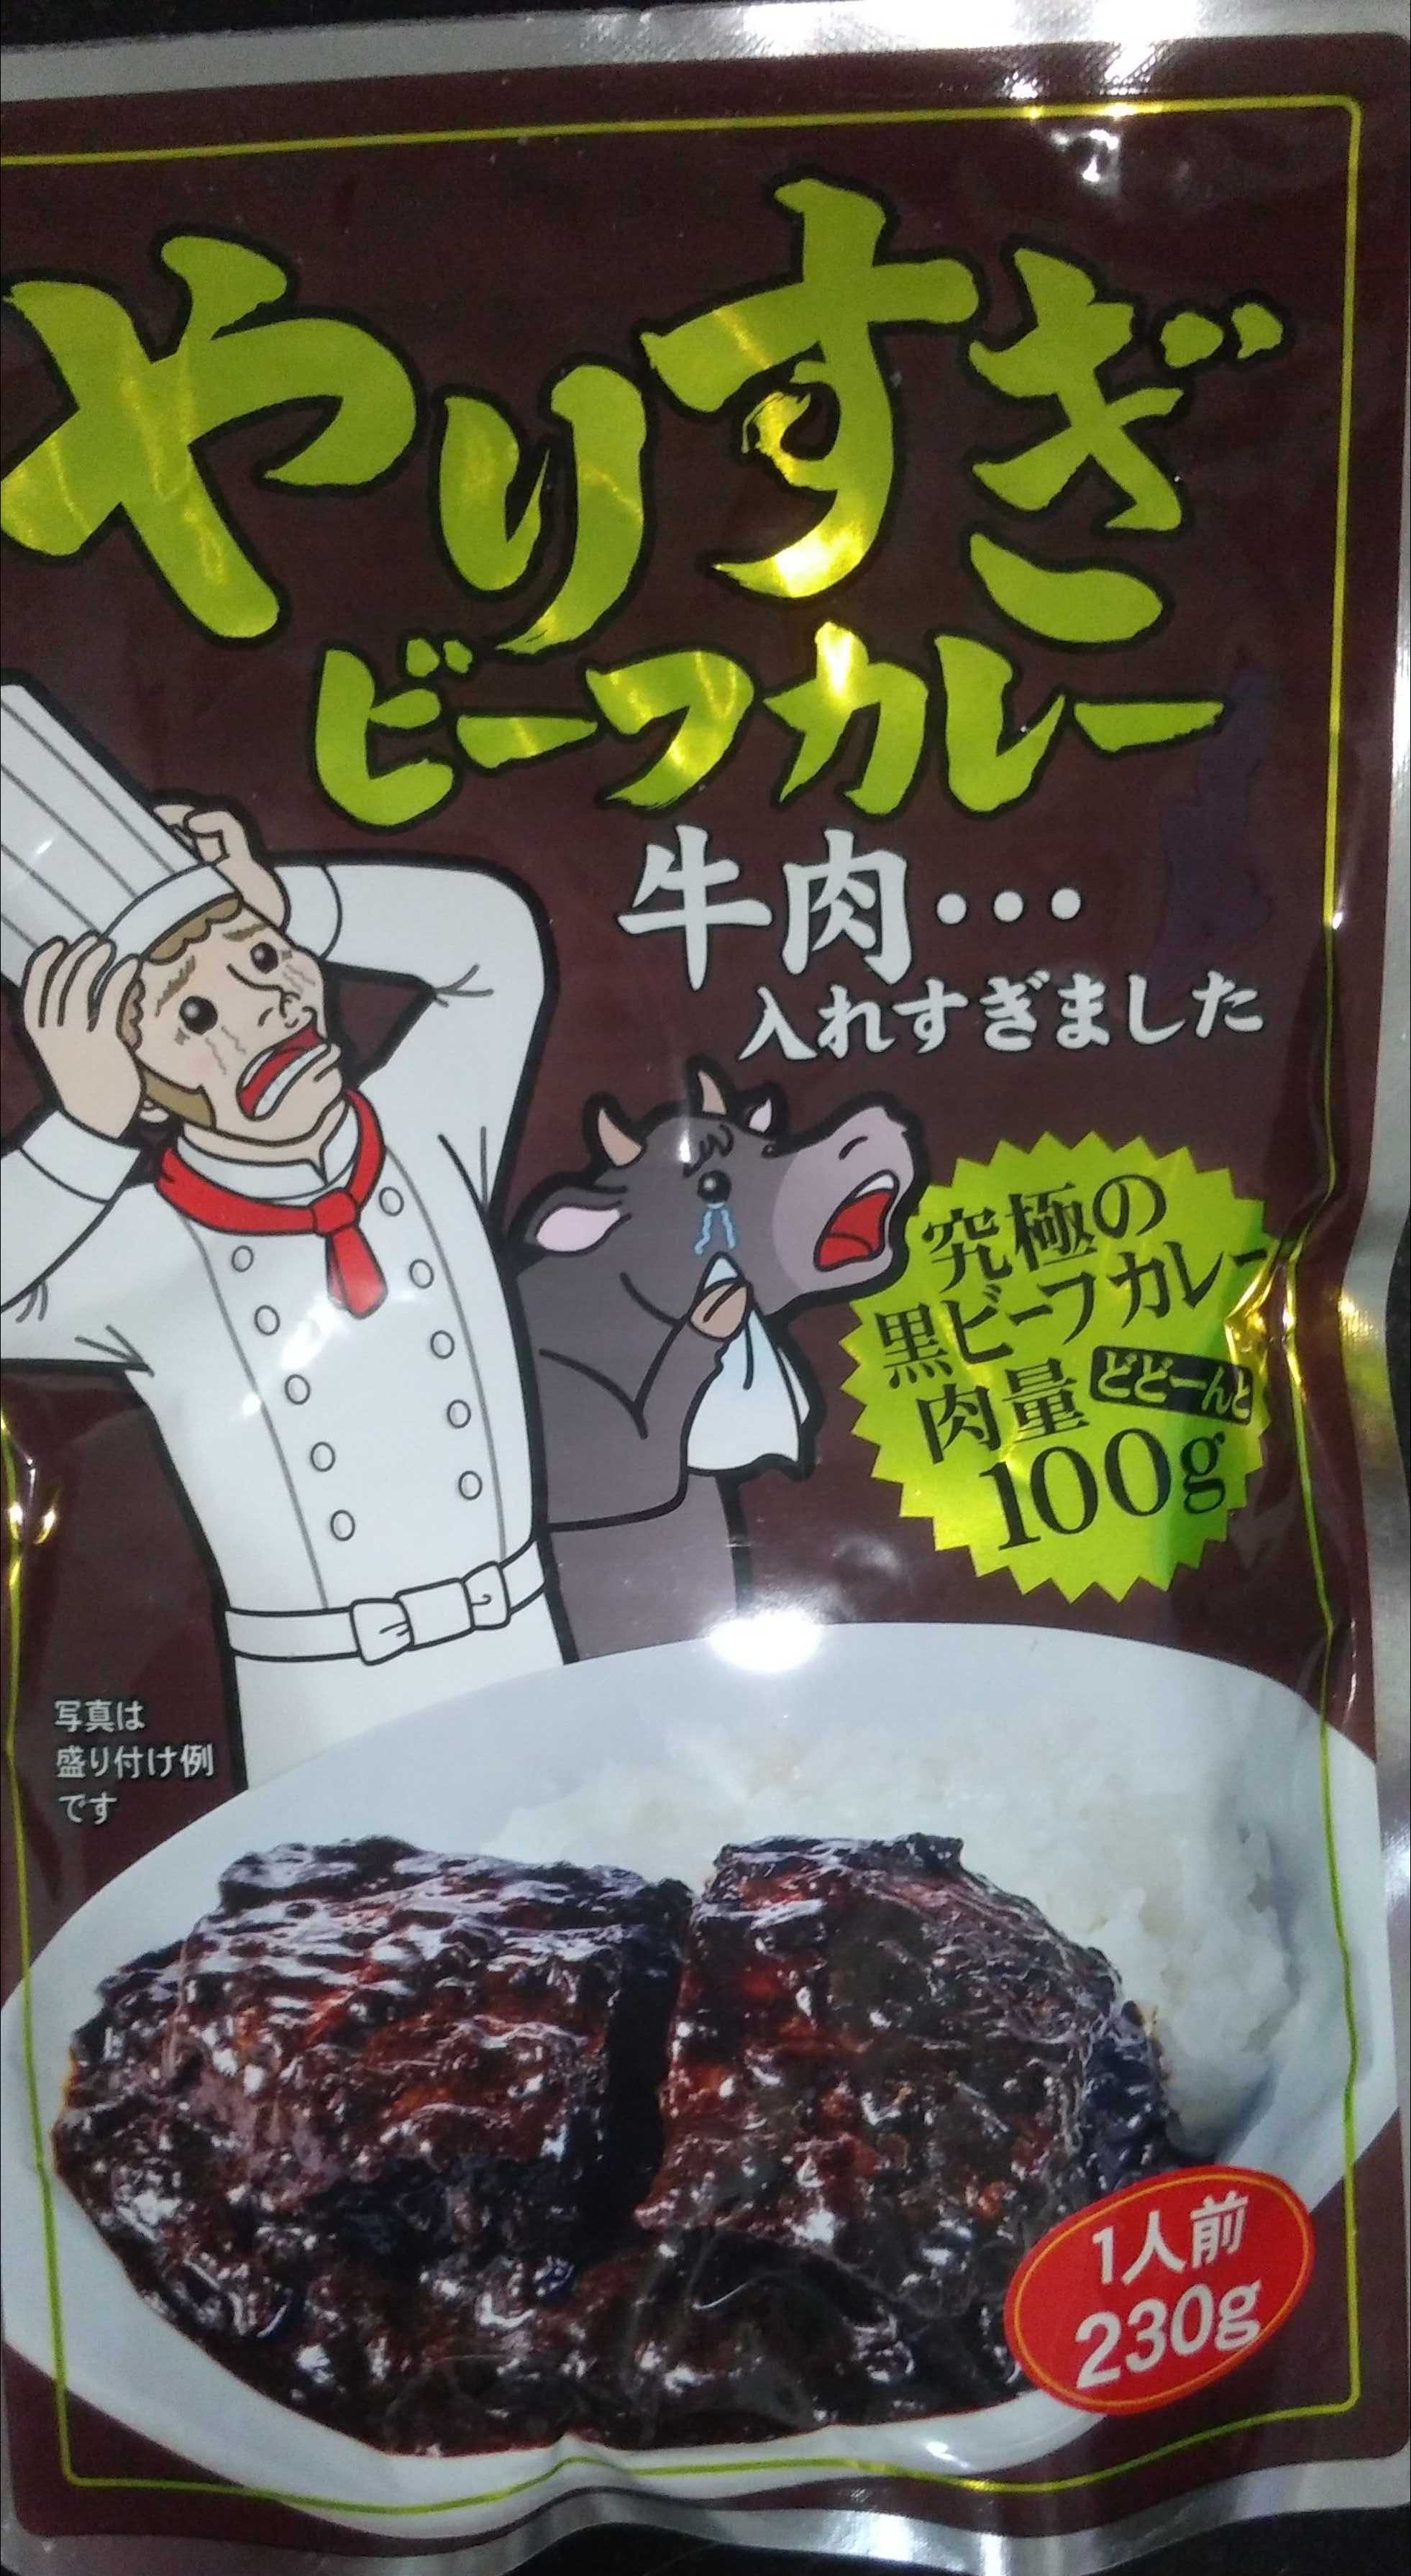 やりすぎ
ビーフカレー
牛肉・・・
入れすぎました
究極の
黒ビーフカレー
肉量どどーんと
100g
写真は
盛り付け例
です
1人前
230g